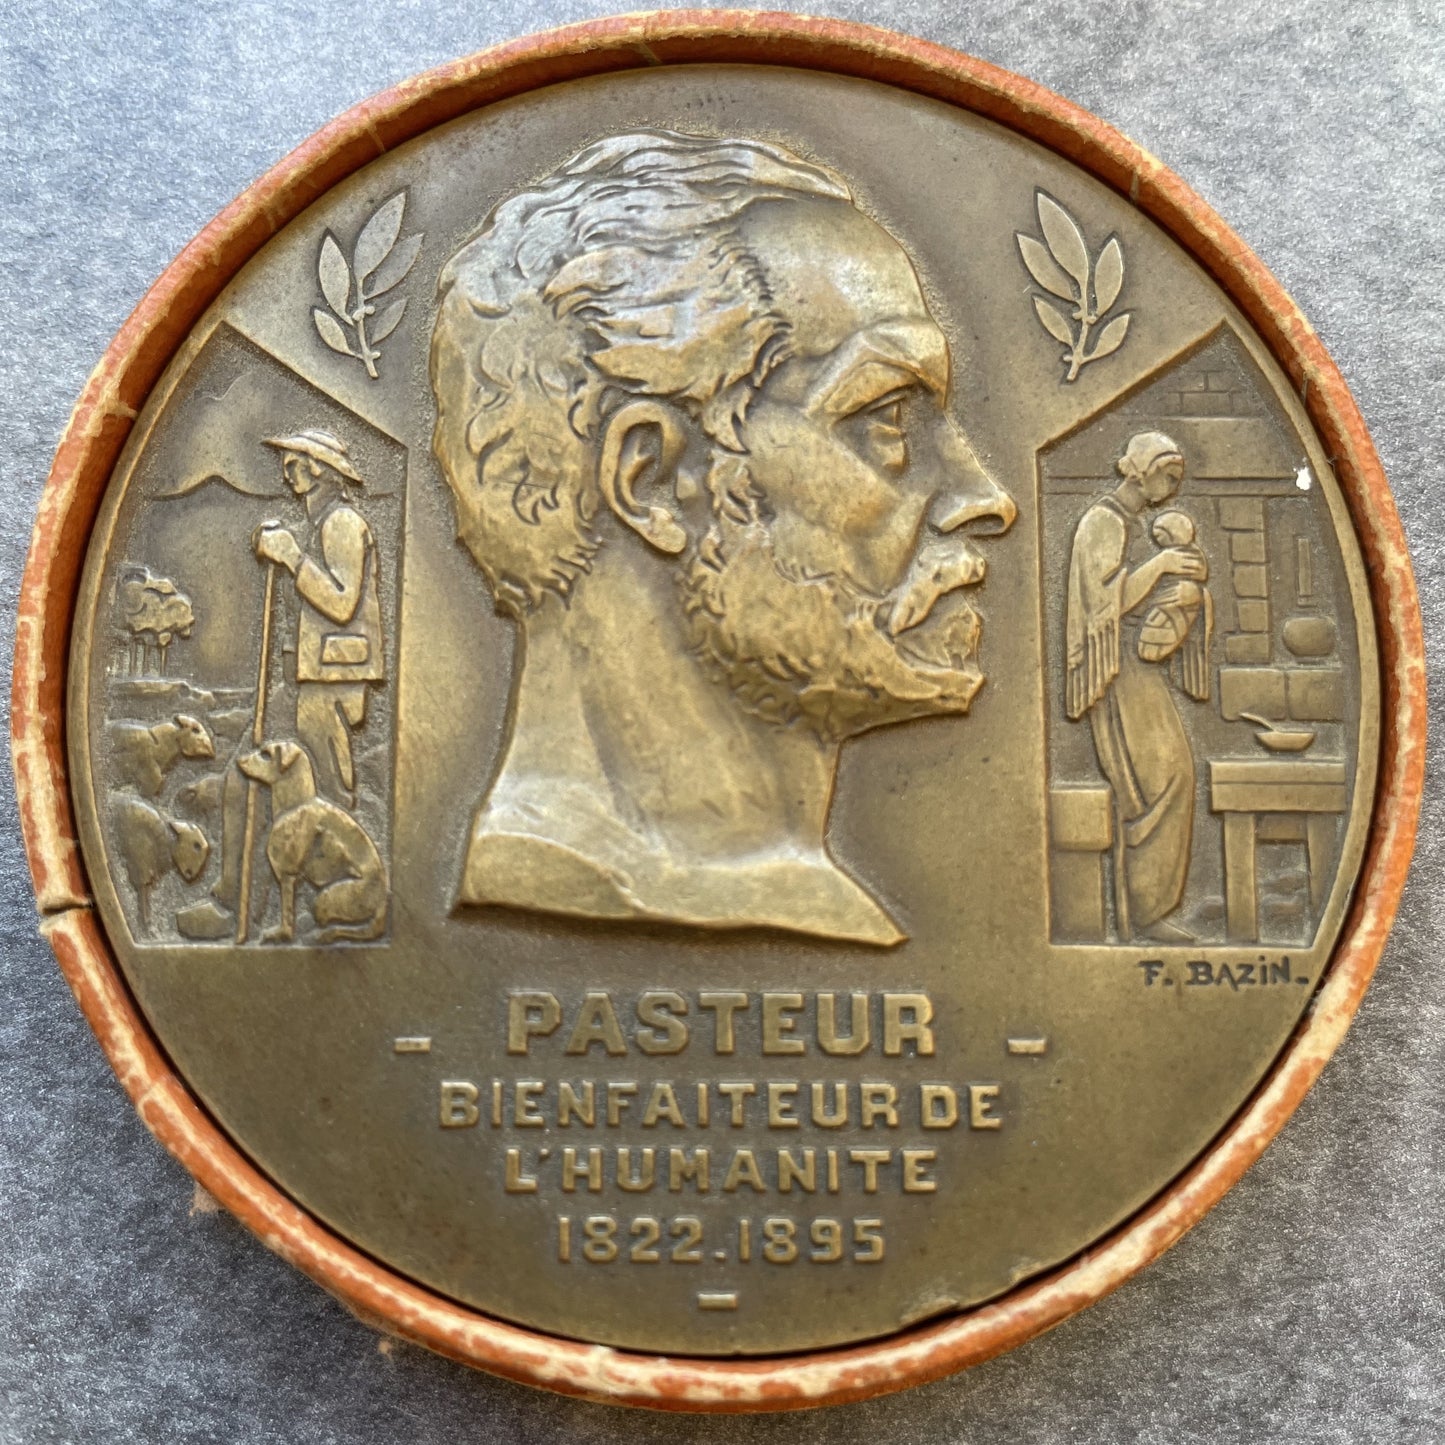 F. BAZiN.
- PASTEUR -
BIENFAITEUR DE
L'HUMANITE
1822.1895
-